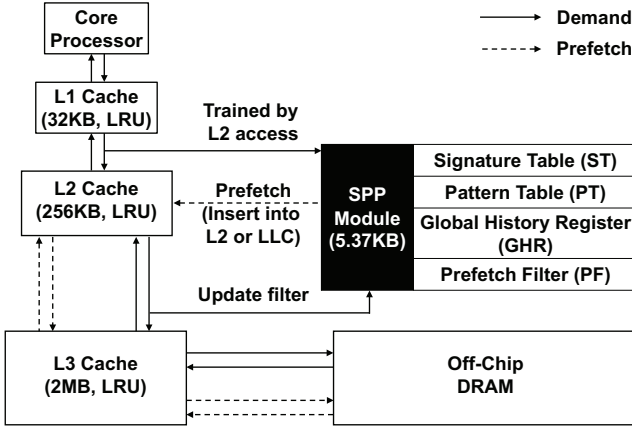 Core
Processor
Demand
Prefetch
L1 Cache
(32KB, LRU)
Trained by
L2 access
L2 Cache
(256KB, LRU)
Prefetch
(Insert into
L2 or LLC)
SPP
Module
(5.37KB)
Signature Table (ST)
Pattern Table (PT)
Global History Register
(GHR)
Prefetch Filter (PF)
Update filter
L3 Cache
(2MB, LRU)
Off-Chip
DRAM